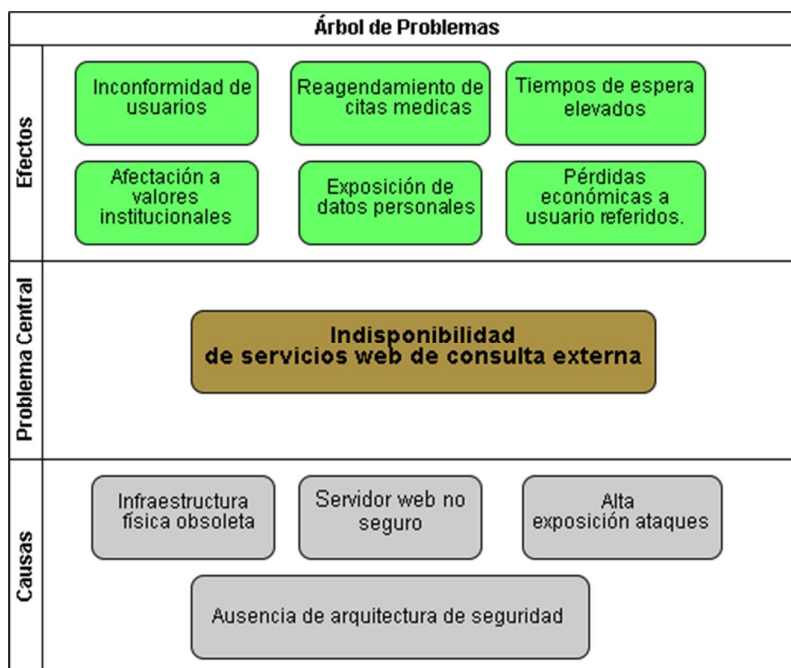 Árbol de Problemas
Efectos
Inconformidad de
usuarios
Reagendamiento de
citas medicas
Tiempos de espera
elevados
Afectación a
valores
institucionales
Exposición de
datos personales
Pérdidas
económicas a
usuario referidos.
Problema Central
Indisponibilidad
de servicios web de consulta externa
Causas
Infraestructura
física obsoleta
Servidor web no
seguro
Alta
exposición ataques
Ausencia de arquitectura de seguridad